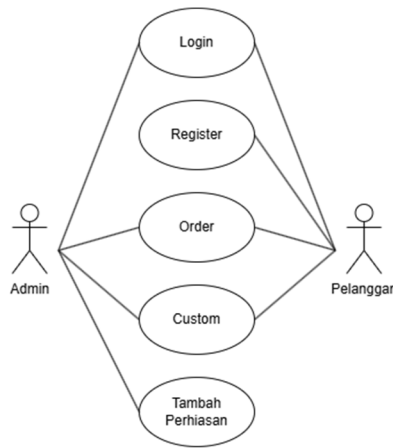 Login
Register
Order
Admin
Pelanggar
Custom
Tambah
Perhiasan